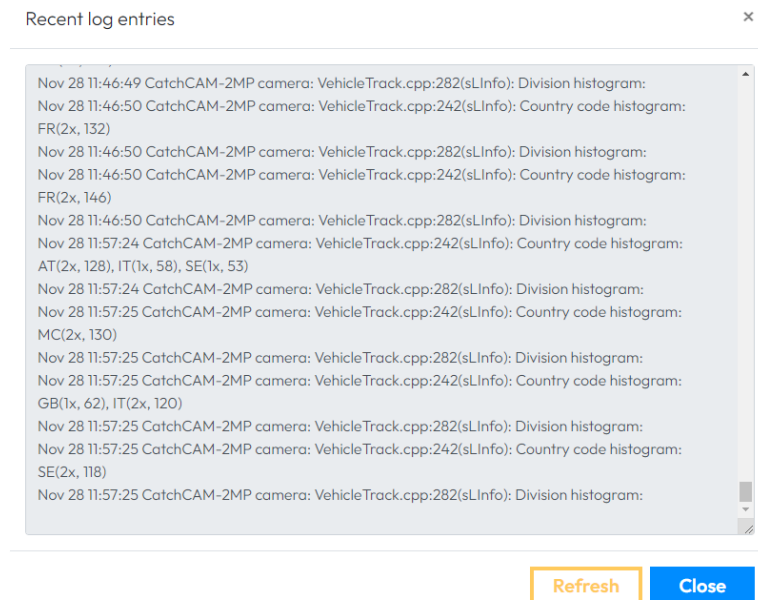 Recent log entries
×
Nov 28 11:46:49 CatchCAM-2MP camera: VehicleTrack.cpp:282(sLInfo): Division histogram:
Nov 28 11:46:50 CatchCAM-2MP camera: VehicleTrack.cpp:242(sLInfo): Country code histogram:
FR(2x, 132)
Nov 28 11:46:50 CatchCAM-2MP camera: VehicleTrack.cpp:282(sLInfo): Division histogram:
Nov 28 11:46:50 CatchCAM-2MP camera: VehicleTrack.cpp:242(sLInfo): Country code histogram:
FR(2x, 146)
Nov 28 11:46:50 CatchCAM-2MP camera: VehicleTrack.cpp:282(sLInfo): Division histogram:
Nov 28 11:57:24 CatchCAM-2MP camera: VehicleTrack.cpp:242(sLInfo): Country code histogram:
AT(2x, 128), IT(1x, 58), SE(1x, 53)
Nov 28 11:57:24 CatchCAM-2MP camera: VehicleTrack.cpp:282(sLInfo): Division histogram:
Nov 28 11:57:25 CatchCAM-2MP camera: VehicleTrack.cpp:242(sLInfo): Country code histogram:
MC(2x, 130)
Nov 28 11:57:25 CatchCAM-2MP camera: VehicleTrack.cpp:282(sLInfo): Division histogram:
Nov 28 11:57:25 CatchCAM-2MP camera: VehicleTrack.cpp:242(sLInfo): Country code histogram:
GB(1x, 62), IT(2x, 120)
Nov 28 11:57:25 CatchCAM-2MP camera: VehicleTrack.cpp:282(sLInfo): Division histogram:
Nov 28 11:57:25 CatchCAM-2MP camera: VehicleTrack.cpp:242(sLInfo): Country code histogram:
SE(2x, 118)
Nov 28 11:57:25 CatchCAM-2MP camera: VehicleTrack.cpp:282(sLInfo): Division histogram:
Refresh
Close